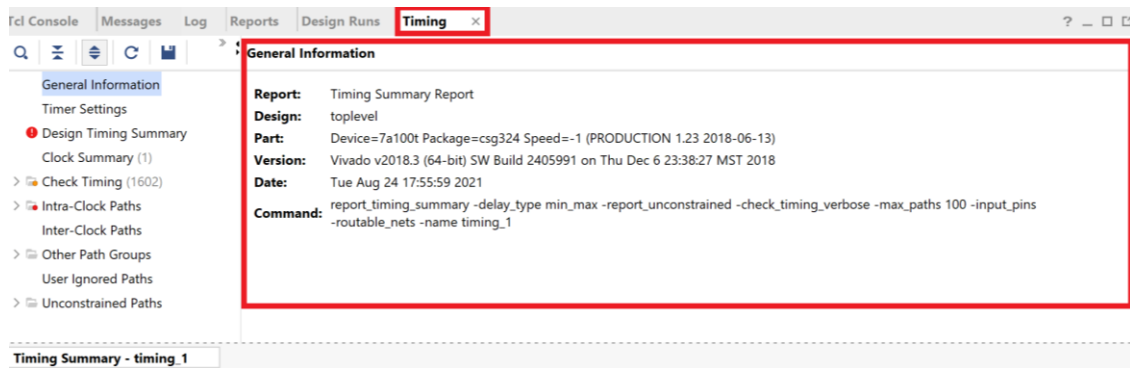 Tcl Console Messages Log Reports Design Runs Timing × ? _
General Information
General Information
Timer Settings
Design Timing Summary
Clock Summary (1)
Check Timing (1602)
Intra-Clock Paths
Inter-Clock Paths
Other Path Groups
User Ignored Paths
Unconstrained Paths
Report: Timing Summary Report
Design: toplevel
Part: Device=7a100t Package=csg324 Speed=-1 (PRODUCTION 1.23 2018-06-13)
Version: Vivado v2018.3 (64-bit) SW Build 2405991 on Thu Dec 6 23:38:27 MST 2018
Date: Tue Aug 24 17:55:59 2021
Command: report_timing_summary -delay_type min_max -report_unconstrained -check_timing_verbose -max_paths 100 -input_pins
-routable_nets -name timing_1
Timing Summary - timing_1